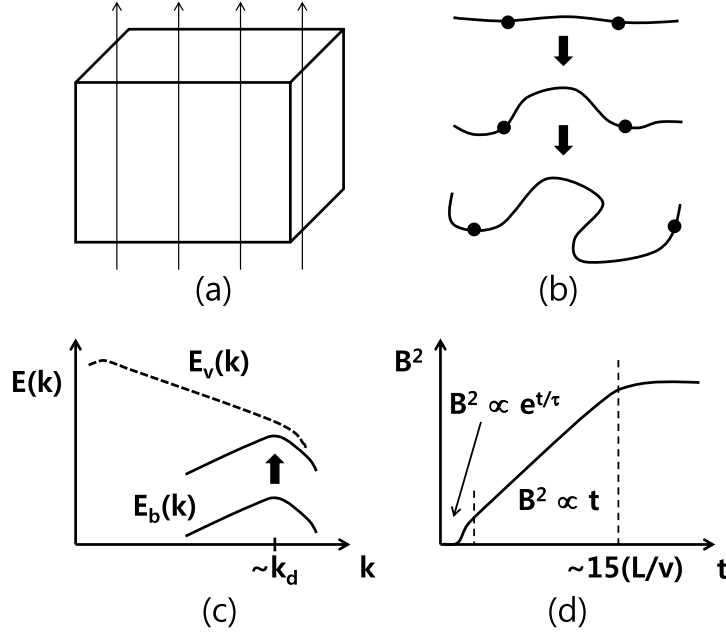 (a)
(b)
E(k)
E_v(k)
E_b(k)
~k_d
k
(c)
B²
B² ∝ e^{t/τ}
B² ∝ t
~15(L/v)
t
(d)